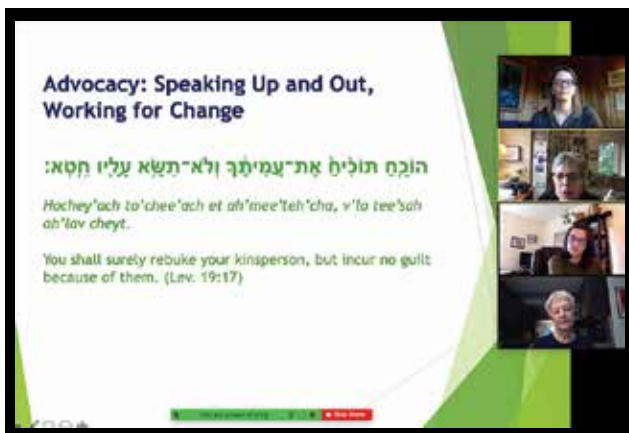 Advocacy: Speaking Up and Out,
Working for Change
הוֹכֵ֤חַ תּוֹכִ֙יחַ֙ אֶת־עֲמִיתֶ֔ךָ וְלֹא־תִשָּׂ֥א עָלָ֖יו חֵֽטְא׃
Hochey'ach to'chee'ach et ah'mee'teh'cha, v'lo tee'sah
ah'lav cheyt.
You shall surely rebuke your kinsperson, but incur no guilt
because of them. (Lev. 19:17)
Stop Share